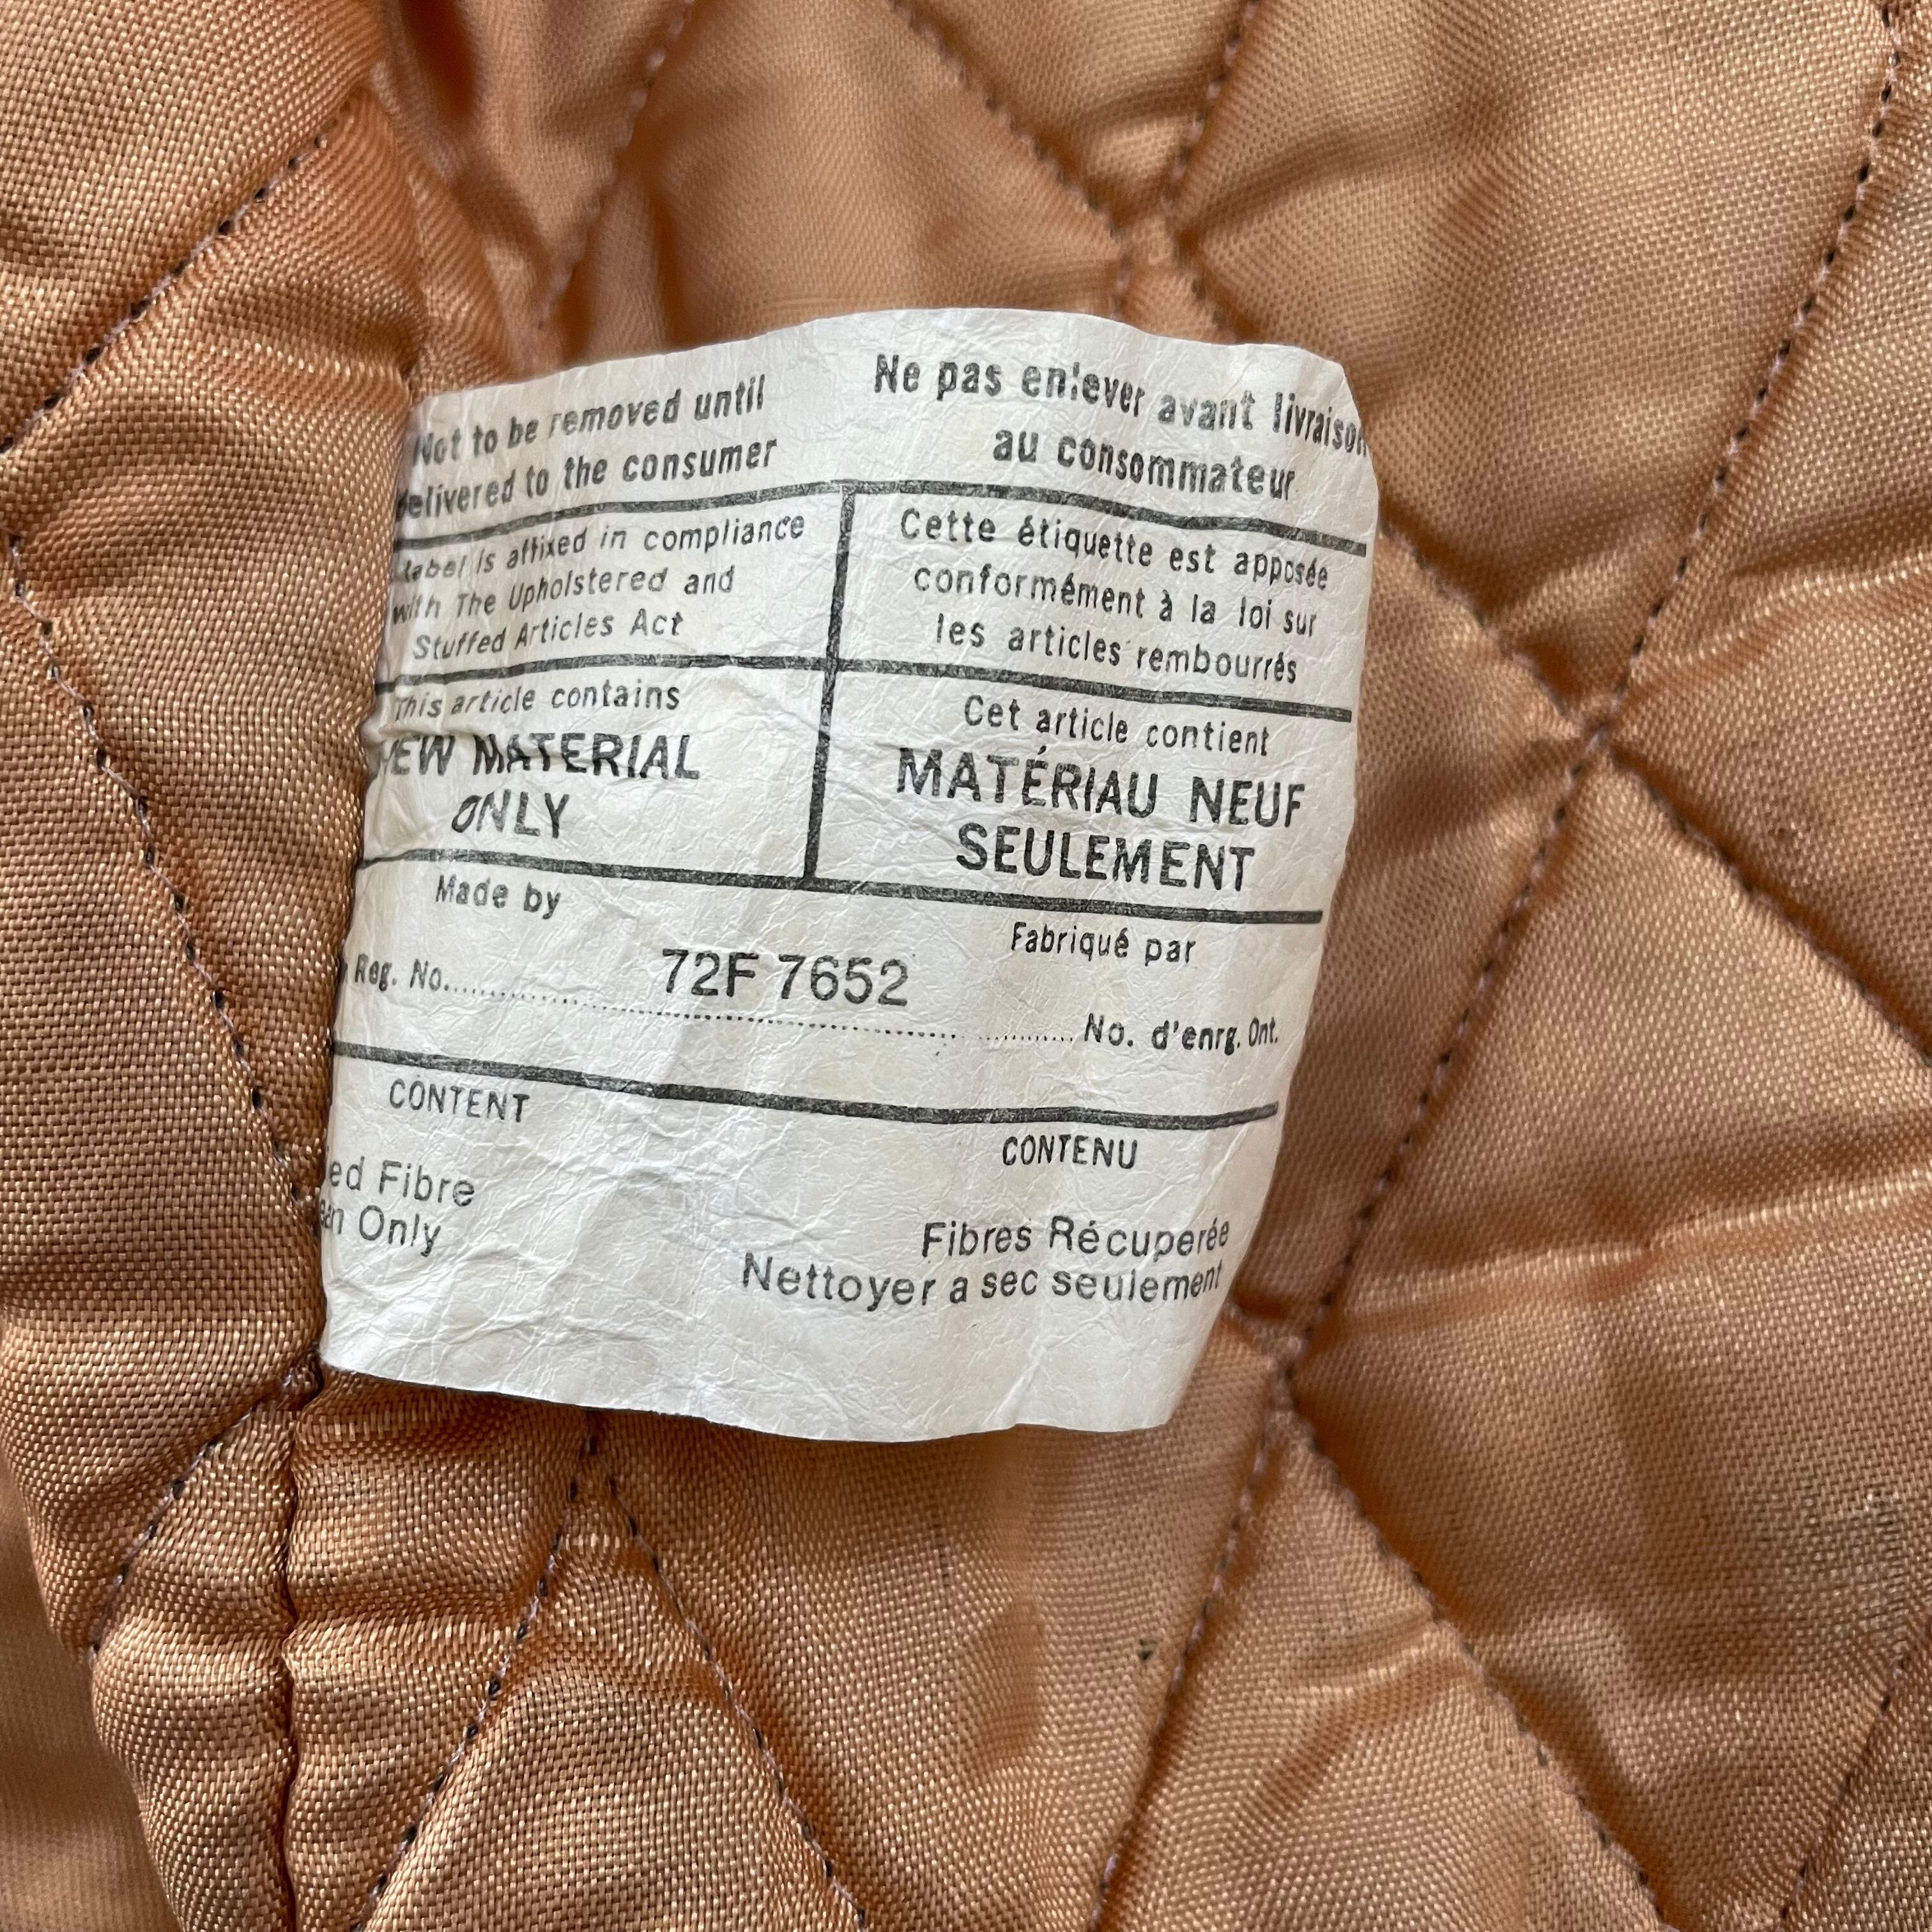 Not to be removed until
delivered to the consumer
Ne pas enlever avant livraison
au consommateur
Label is affixed in compliance
with The Upholstered and
Stuffed Articles Act
Cette étiquette est apposée
conformément à la loi sur
les articles rembourrés
This article contains
NEW MATERIAL
ONLY
Cet article contient
MATÉRIAU NEUF
SEULEMENT
Made by
Fabriqué par
Reg. No. 72F 7652 No. d'enrg. Ont.
CONTENT
CONTENU
ed Fibre
Only
Fibres Récuperée
Nettoyer a sec seulement